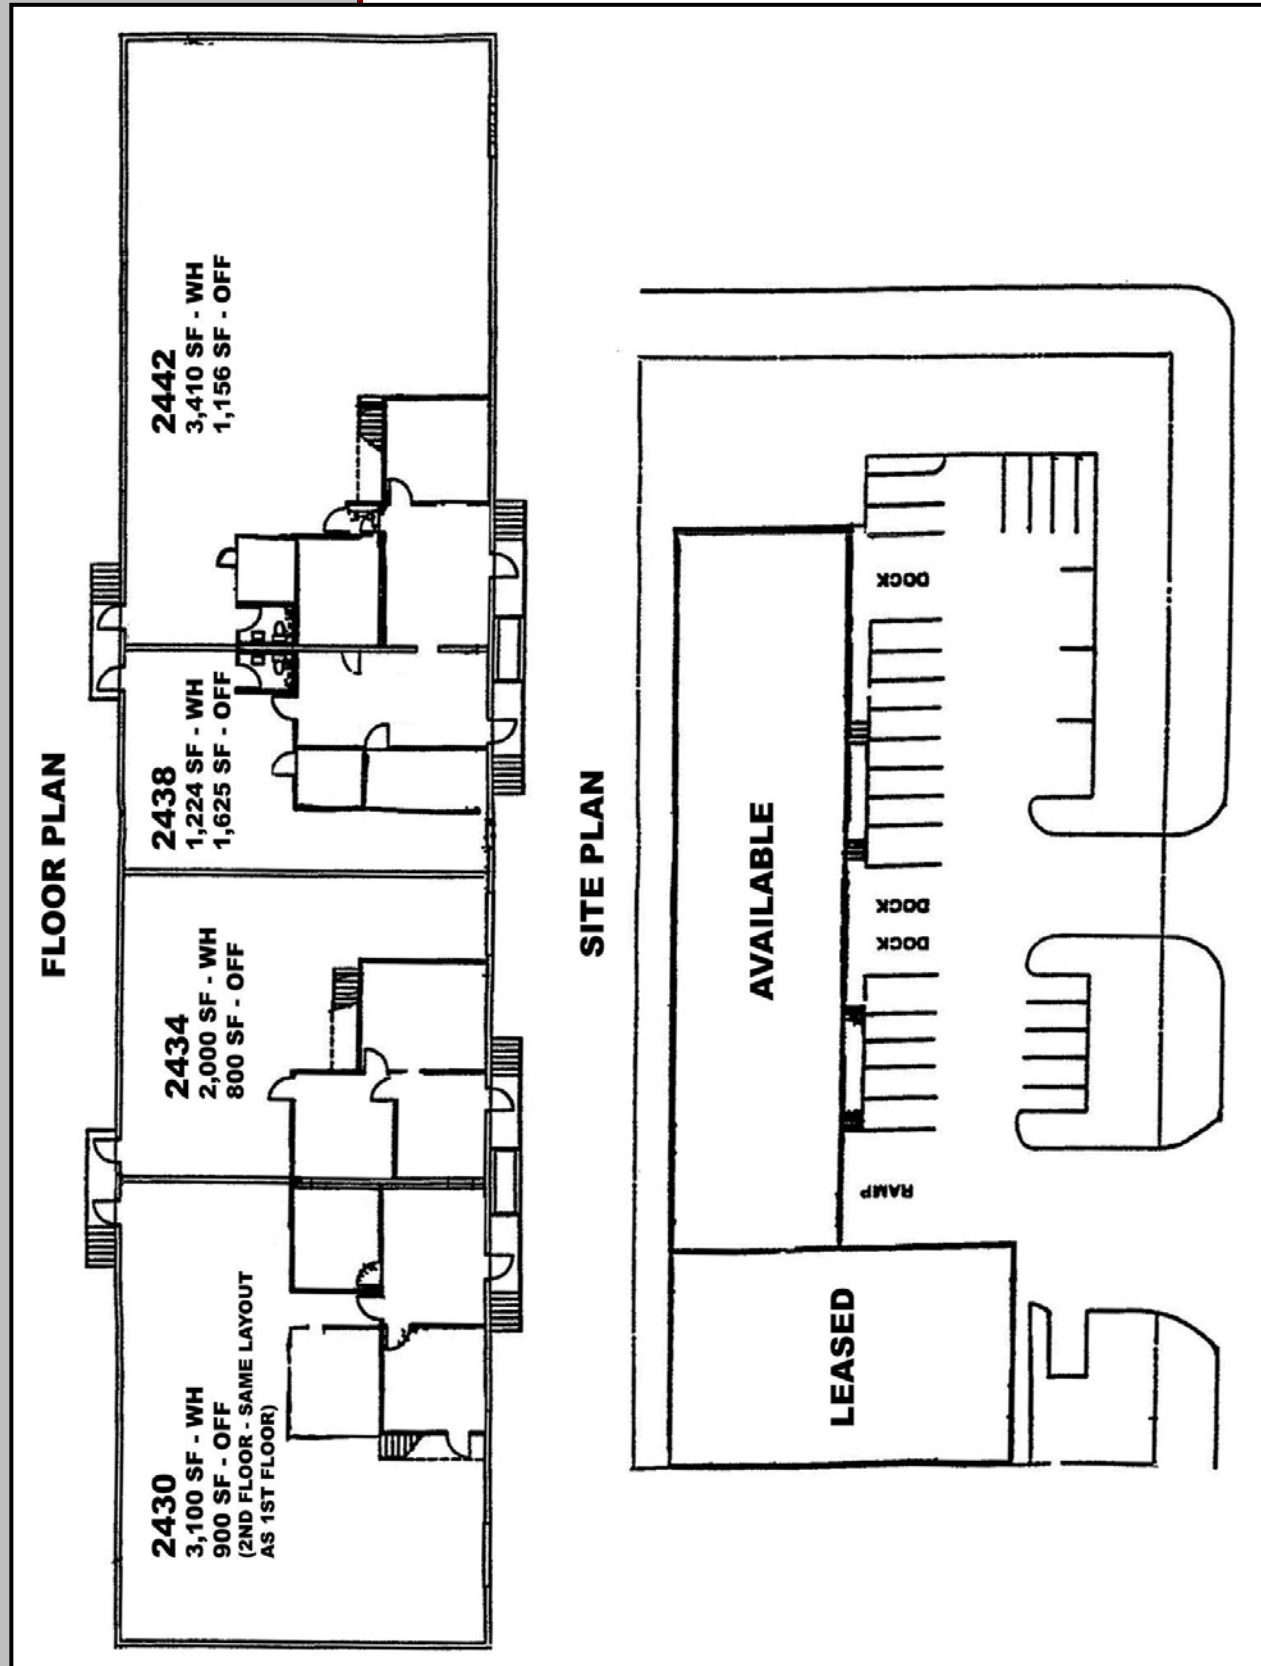 FLOOR PLAN
2430
3,100 SF - WH
900 SF - OFF
(2ND FLOOR - SAME LAYOUT
AS 1ST FLOOR)
2434
2,000 SF - WH
800 SF - OFF
2438
1,224 SF - WH
1,625 SF - OFF
2442
3,410 SF - WH
1,156 SF - OFF
SITE PLAN
LEASED
AVAILABLE
RAMP
DOCK
DOCK
DOCK